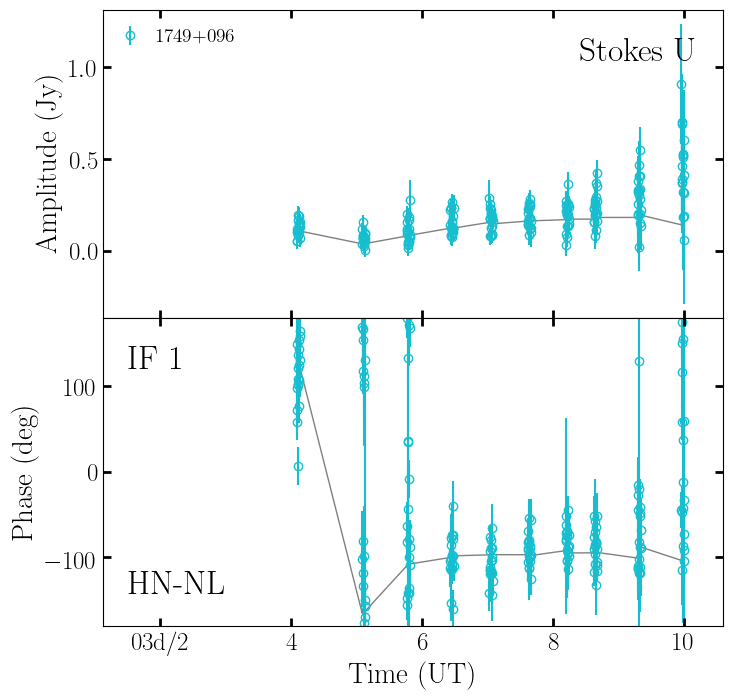 1749+096
Stokes U
Amplitude (Jy)
1.0
0.5
0.0
IF 1
HN-NL
Phase (deg)
100
0
−100
03d/2
4
6
8
10
Time (UT)